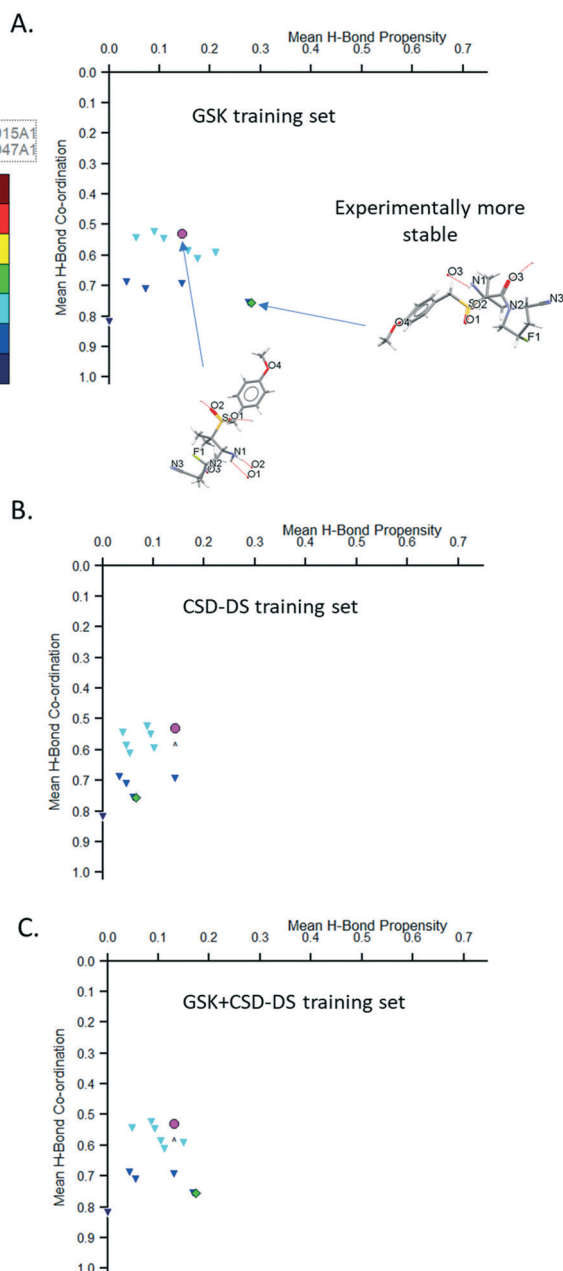 A.
Mean H-Bond Propensity
0.0 0.1 0.2 0.3 0.4 0.5 0.6 0.7
0.0
0.1
0.2
0.3
0.4
0.5
0.6
0.7
0.8
0.9
1.0
Mean H-Bond Co-ordination
GSK training set
015A1
047A1
Experimentally more
stable
O3 N1 O3
S O2 N2 N3
O1
O4 F1
O4
O2
S O1
F1 N1
N3 N2 O2
O3 O1
B.
Mean H-Bond Propensity
0.0 0.1 0.2 0.3 0.4 0.5 0.6 0.7
0.0
0.1
0.2
0.3
0.4
0.5
0.6
0.7
0.8
0.9
1.0
Mean H-Bond Co-ordination
CSD-DS training set
C.
Mean H-Bond Propensity
0.0 0.1 0.2 0.3 0.4 0.5 0.6 0.7
0.0
0.1
0.2
0.3
0.4
0.5
0.6
0.7
0.8
0.9
1.0
Mean H-Bond Co-ordination
GSK+CSD-DS training set